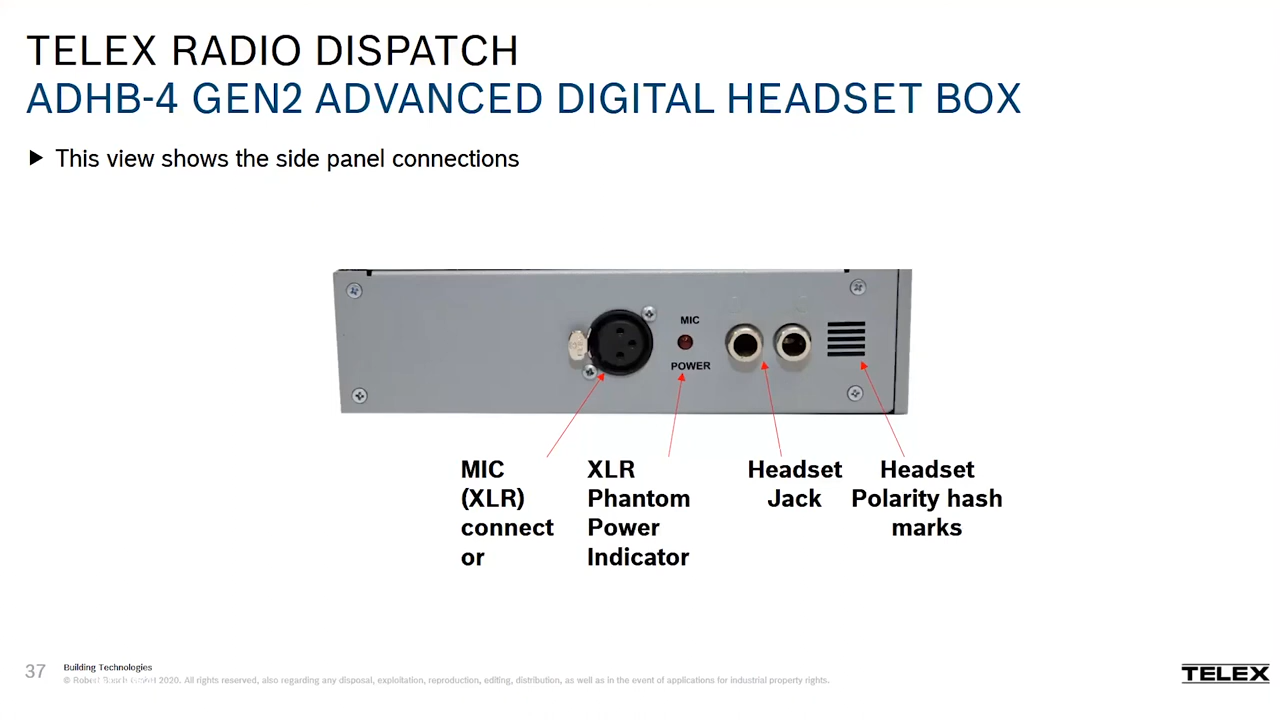 TELEX RADIO DISPATCH
ADHB-4 GEN2 ADVANCED DIGITAL HEADSET BOX
This view shows the side panel connections
MIC
POWER
MIC
(XLR)
connect
or
XLR
Phantom
Power
Indicator
Headset
Jack
Headset
Polarity hash
marks
37
Building Technologies
© Robert Bosch GmbH 2020. All rights reserved, also regarding any disposal, exploitation, reproduction, editing, distribution, as well as in the event of applications for industrial property rights.
TELEX